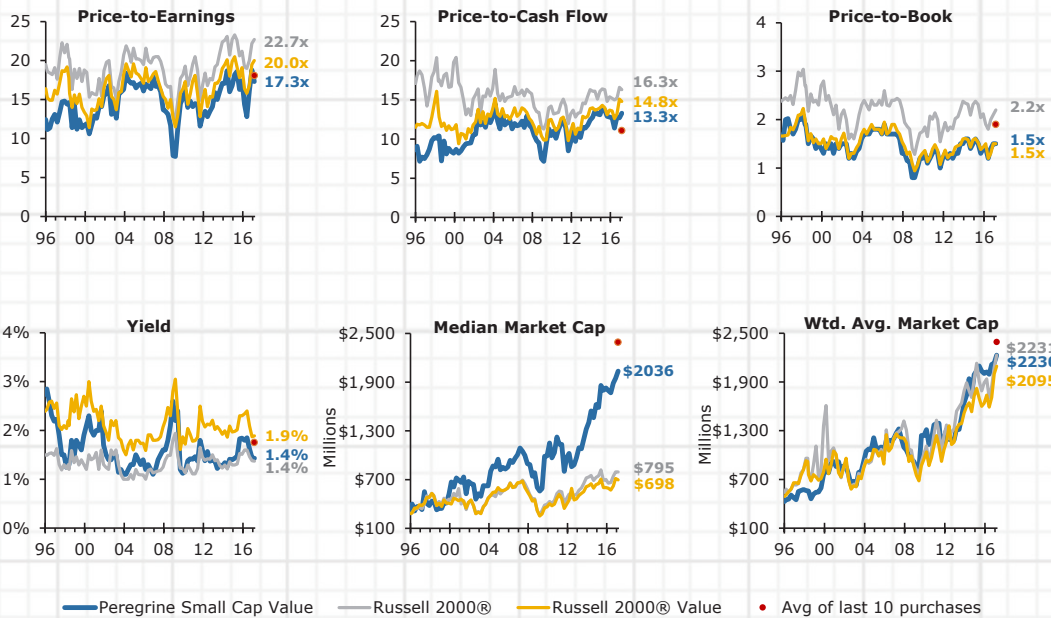 Price-to-Earnings
25
20
15
10
5
0
96 00 04 08 12 16
22.7x
20.0x
17.3x
Price-to-Cash Flow
25
20
15
10
5
0
96 00 04 08 12 16
16.3x
14.8x
13.3x
Price-to-Book
4
3
2
1
0
96 00 04 08 12 16
2.2x
1.5x
1.5x
Yield
4%
3%
2%
1%
0%
96 00 04 08 12 16
1.9%
1.4%
1.4%
Median Market Cap
Millions
$2,500
$1,900
$1,300
$700
$100
96 00 04 08 12 16
$2036
$795
$698
Wtd. Avg. Market Cap
Millions
$2,500
$1,900
$1,300
$700
$100
96 00 04 08 12 16
$2231
$2230
$2095
Peregrine Small Cap Value Russell 2000® Russell 2000® Value Avg of last 10 purchases